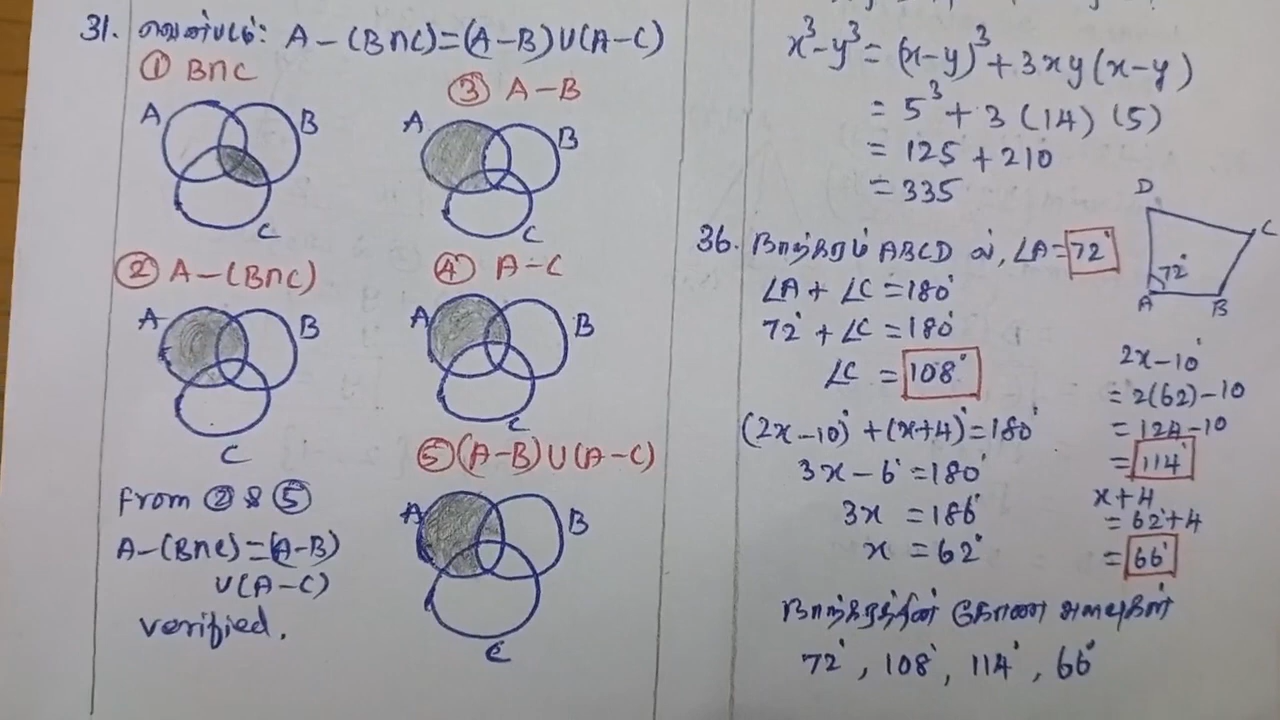 31. வென்படம்: A - (B∩C) = (A-B)∪(A-C)
① B∩C
A
B
C
② A - (B∩C)
A
B
C
From ② & ⑤
A-(B∩C)=(A-B)
∪(A-C)
verified.
③ A-B
A
B
C
④ A-C
A
B
C
⑤ (A-B)∪(A-C)
A
B
C
x³-y³ = (x-y)³ + 3xy(x-y)
= 5³ + 3 (14) (5)
= 125 + 210
= 335
36. நாற்கரம் ABCD ல், ∠A = 72°
∠A + ∠C = 180°
72° + ∠C = 180°
∠C = 108°
(2x-10)° + (x+4)° = 180°
3x - 6° = 180°
3x = 186°
x = 62°
D
C
72°
A
B
2x-10°
= 2(62)-10
= 124-10
= 114°
x+4
= 62°+4
= 66°
நாற்கரத்தின் கோண அளவுகள்
72°, 108°, 114°, 66°